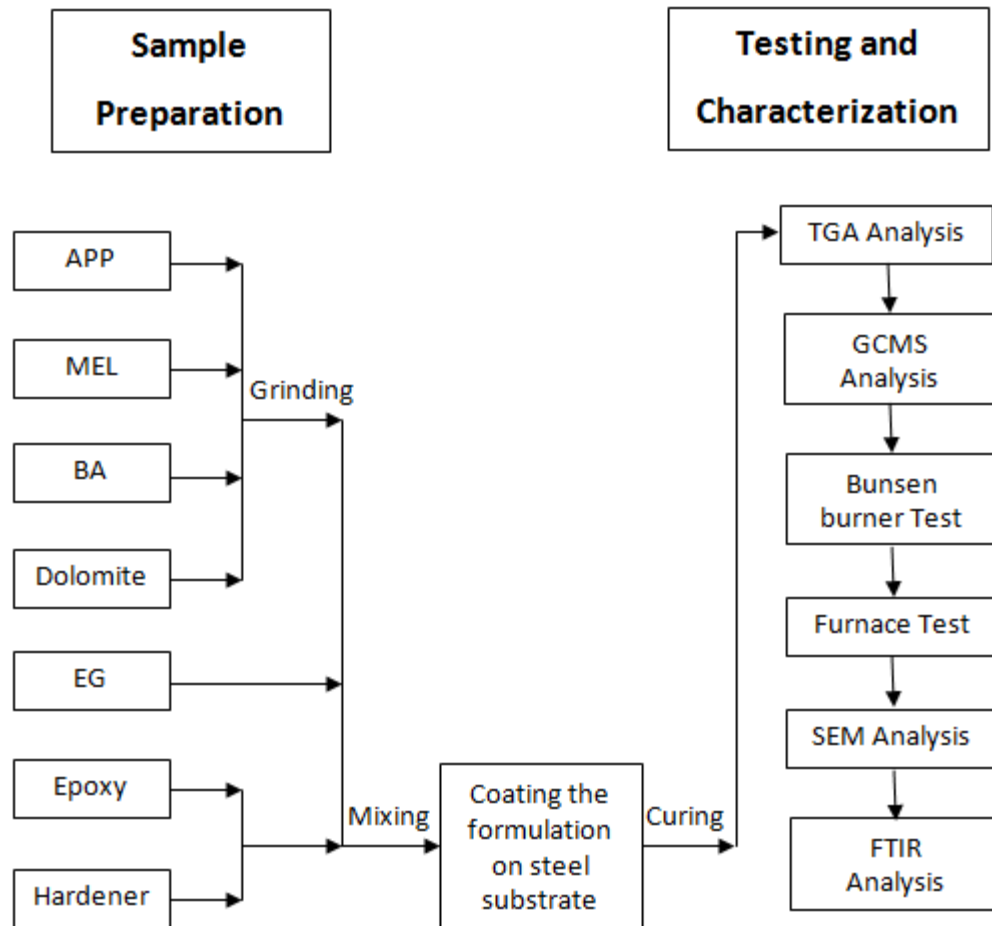 Sample
Preparation
Testing and
Characterization
APP
MEL
BA
Dolomite
EG
Epoxy
Hardener
Grinding
Mixing
Coating the
formulation
on steel
substrate
Curing
TGA Analysis
GCMS
Analysis
Bunsen
burner Test
Furnace Test
SEM Analysis
FTIR
Analysis